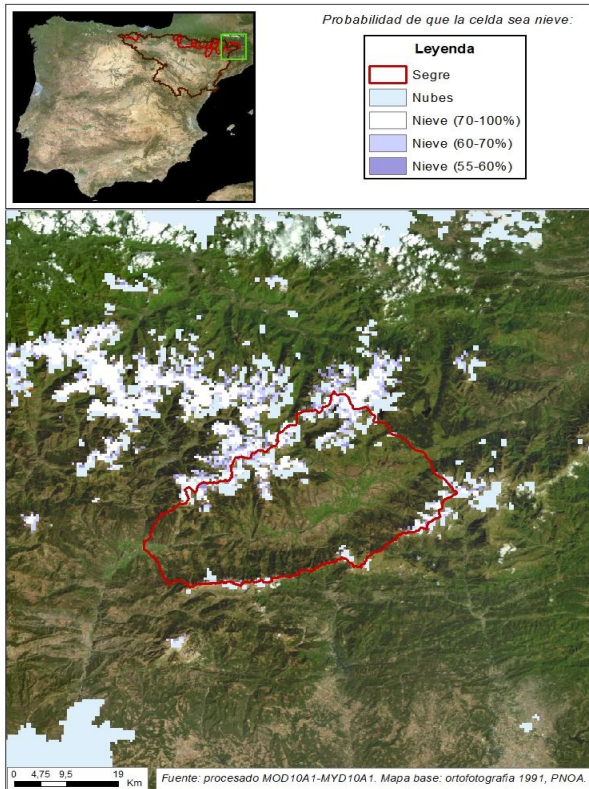 Probabilidad de que la celda sea nieve:
Leyenda
Segre
Nubes
Nieve (70-100%)
Nieve (60-70%)
Nieve (55-60%)
0 4,75 9,5 19
Km
Fuente: procesado MOD10A1-MYD10A1. Mapa base: ortofotografia 1991, PNOA.